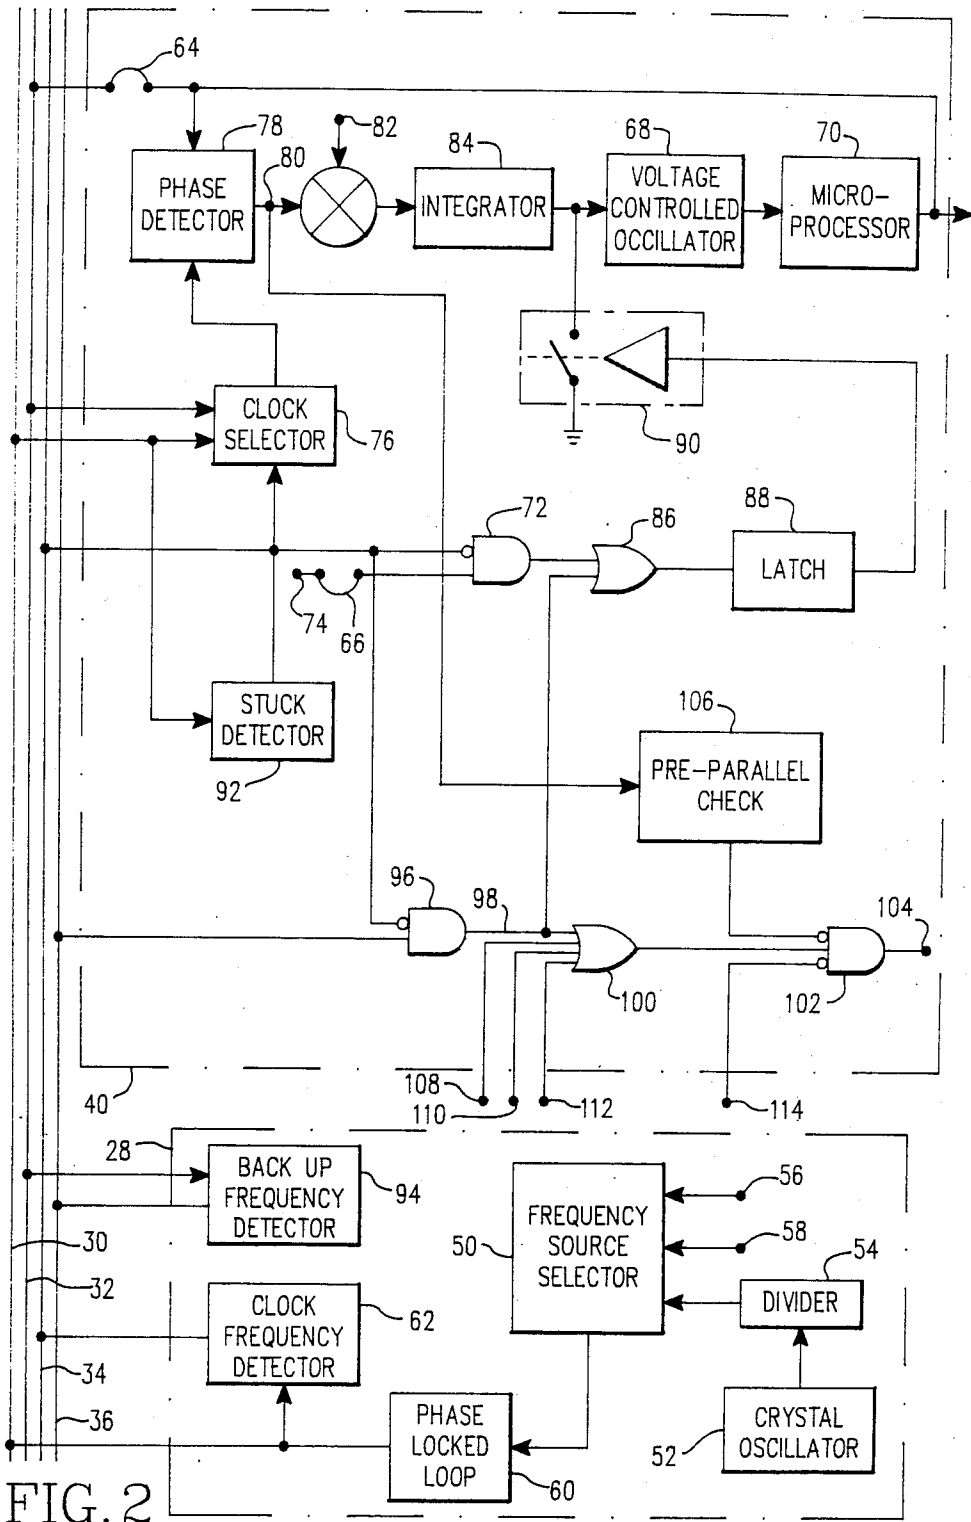 64
78
PHASE
DETECTOR
80
82
84
INTEGRATOR
68
VOLTAGE
CONTROLLED
OCCILLATOR
70
MICRO-
PROCESSOR
CLOCK
SELECTOR
76
90
72
86
88
LATCH
74
66
STUCK
DETECTOR
92
106
PRE-PARALLEL
CHECK
96
98
100
104
102
40
108
110
112
114
28
BACK UP
FREQUENCY
DETECTOR
94
30
32
CLOCK
FREQUENCY
DETECTOR
62
34
36
50
FREQUENCY
SOURCE
SELECTOR
56
58
54
DIVIDER
PHASE
LOCKED
LOOP
60
52
CRYSTAL
OSCILLATOR
FIG. 2